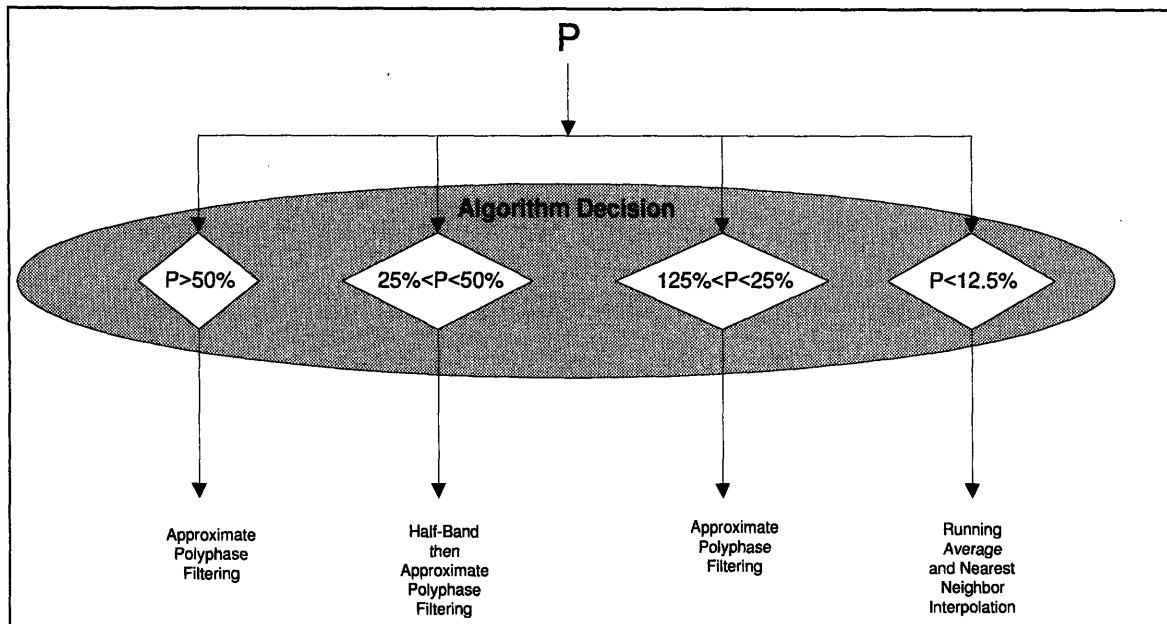 P
Algorithm Decision
P>50%
25%<P<50%
125%<P<25%
P<12.5%
Approximate
Polyphase
Filtering
Half-Band
then
Approximate
Polyphase
Filtering
Approximate
Polyphase
Filtering
Running
Average
and Nearest
Neighbor
Interpolation